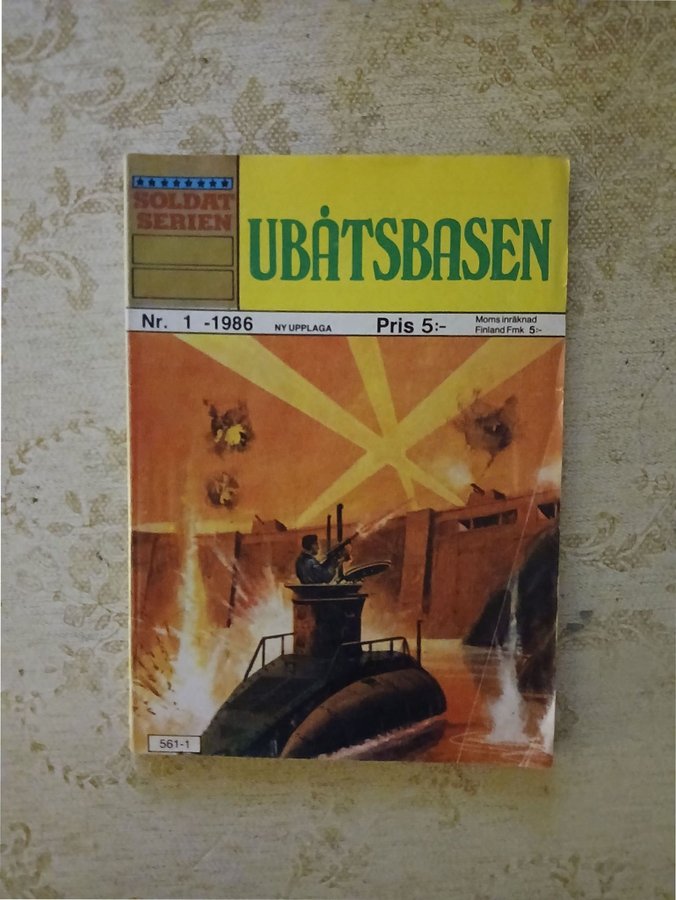 SOLDAT
SERIEN
UBÅTSBASEN
Nr. 1 -1986 NY UPPLAGA Pris 5:- Moms inräknad
Finland Fmk 5:-
561-1